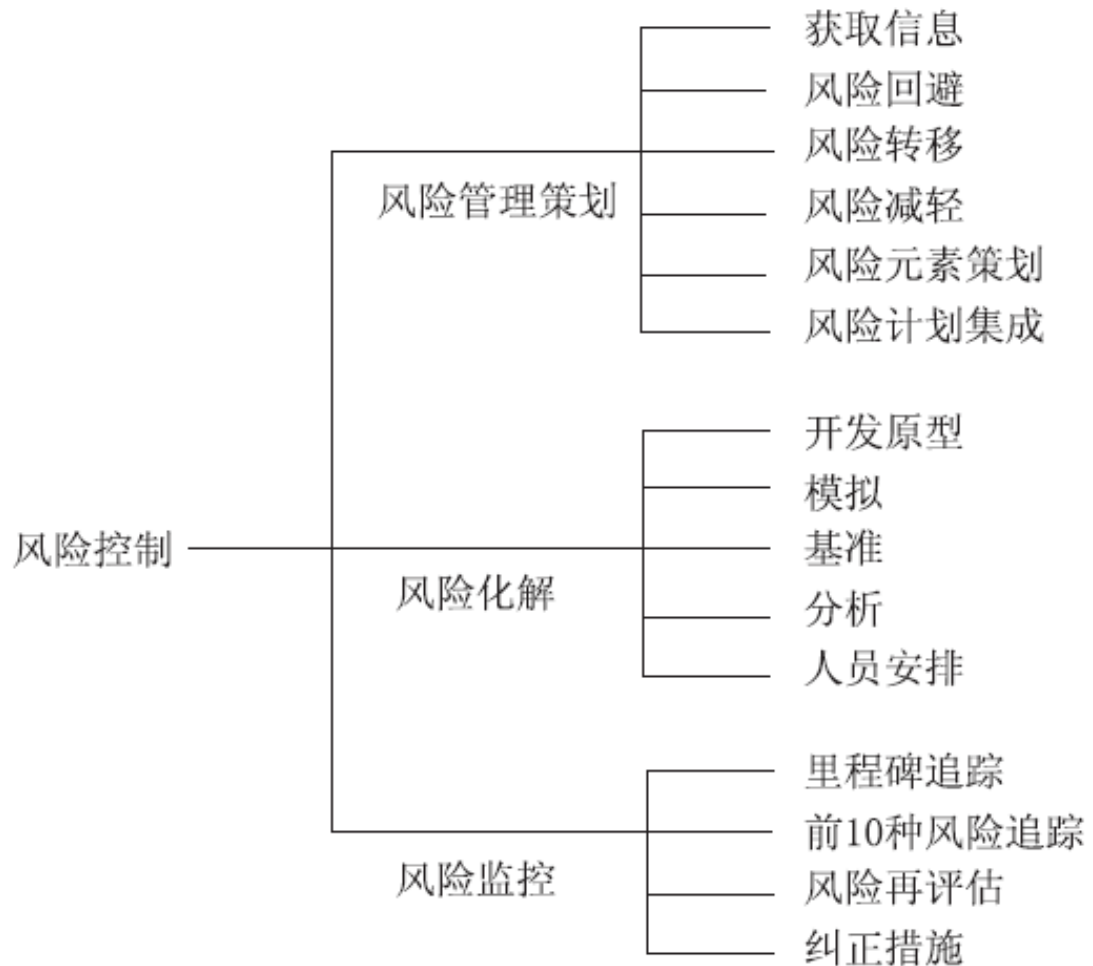 获取信息
风险回避
风险转移
风险管理策划
风险减轻
风险元素策划
风险计划集成
开发原型
模拟
风险控制
基准
风险化解
分析
人员安排
里程碑追踪
前10种风险追踪
风险监控
风险再评估
纠正措施